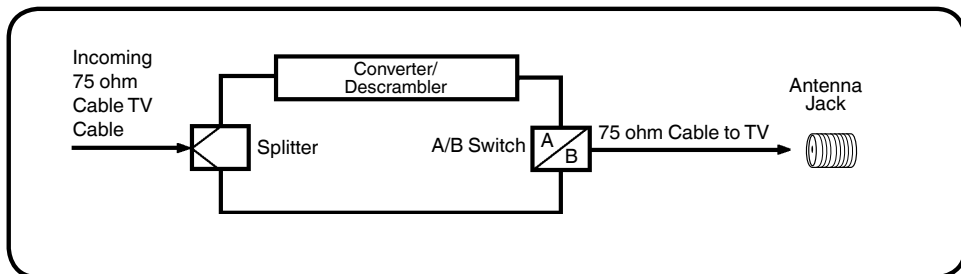 Incoming
75 ohm
Cable TV
Cable
Splitter
Converter/
Descrambler
A/B Switch
A
B
75 ohm Cable to TV
Antenna
Jack